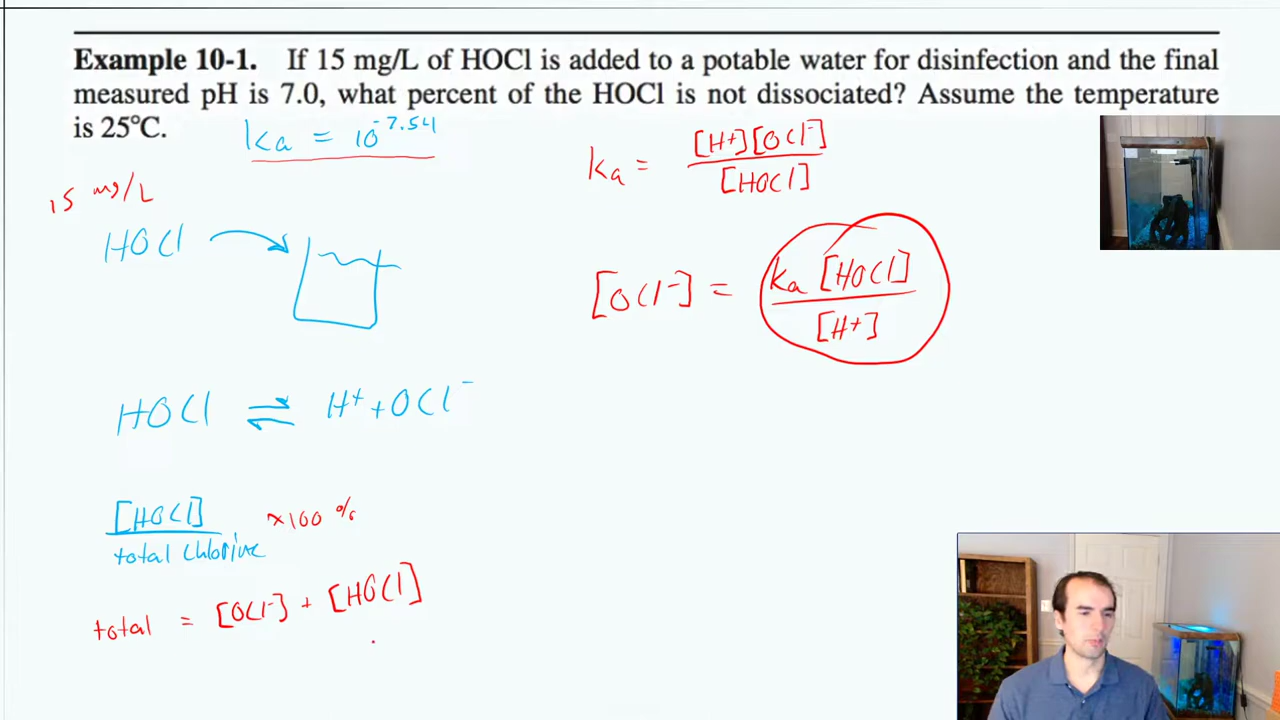 Example 10-1. If 15 mg/L of HOCl is added to a potable water for disinfection and the final
measured pH is 7.0, what percent of the HOCl is not dissociated? Assume the temperature
is 25°C.
ka = 10^-7.54
15 mg/L
HOCl
HOCl ⇌ H+ + OCl-
[HOCl]
total chlorine
×100 %
total = [OCl-] + [HOCl]
ka = [H+][OCl-]
[HOCl]
[OCl-] = ka [HOCl]
[H+]